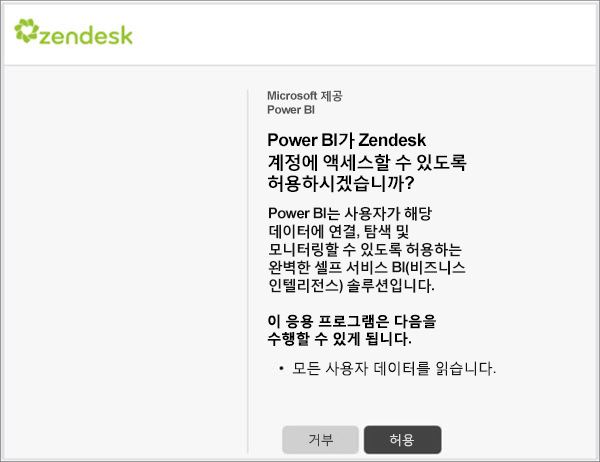 zendesk
Microsoft 제공
Power BI
Power BI가 Zendesk
계정에 액세스할 수 있도록
허용하시겠습니까?
Power BI는 사용자가 해당
데이터에 연결, 탐색 및
모니터링할 수 있도록 허용하는
완벽한 셀프 서비스 BI(비즈니스
인텔리전스) 솔루션입니다.
이 응용 프로그램은 다음을
수행할 수 있게 됩니다.
• 모든 사용자 데이터를 읽습니다.
거부 허용